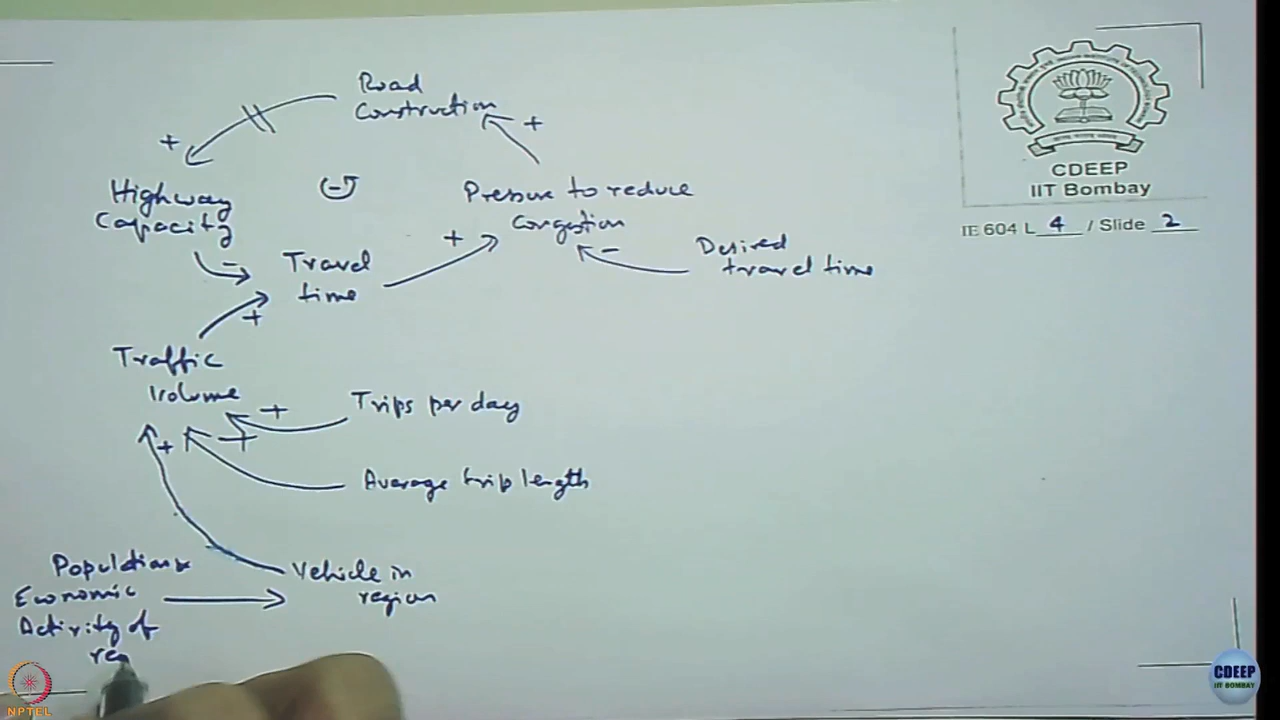 Road
Construction
+
+
Highway
Capacity
(-)
Pressure to reduce
Congestion
+
-
Desired
travel time
-
Travel
time
+
Traffic
Volume
+
Trips per day
+
+
Average trip length
Population &
Economic
Activity of
reg
Vehicle in
region
CDEEP
IIT Bombay
IE 604 L 4 / Slide 2
NPTEL
CDEEP
IIT BOMBAY